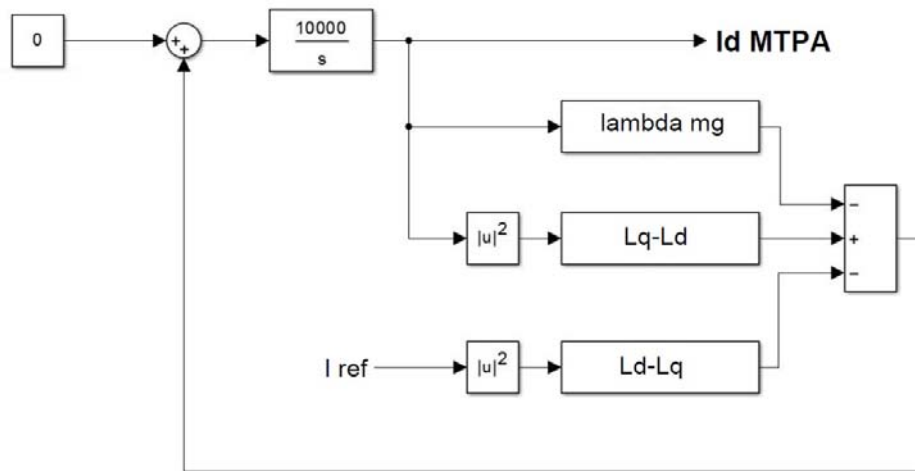 0
+
+
10000
s
Id MTPA
lambda mg
|u|²
Lq-Ld
−
+
−
I ref
|u|²
Ld-Lq